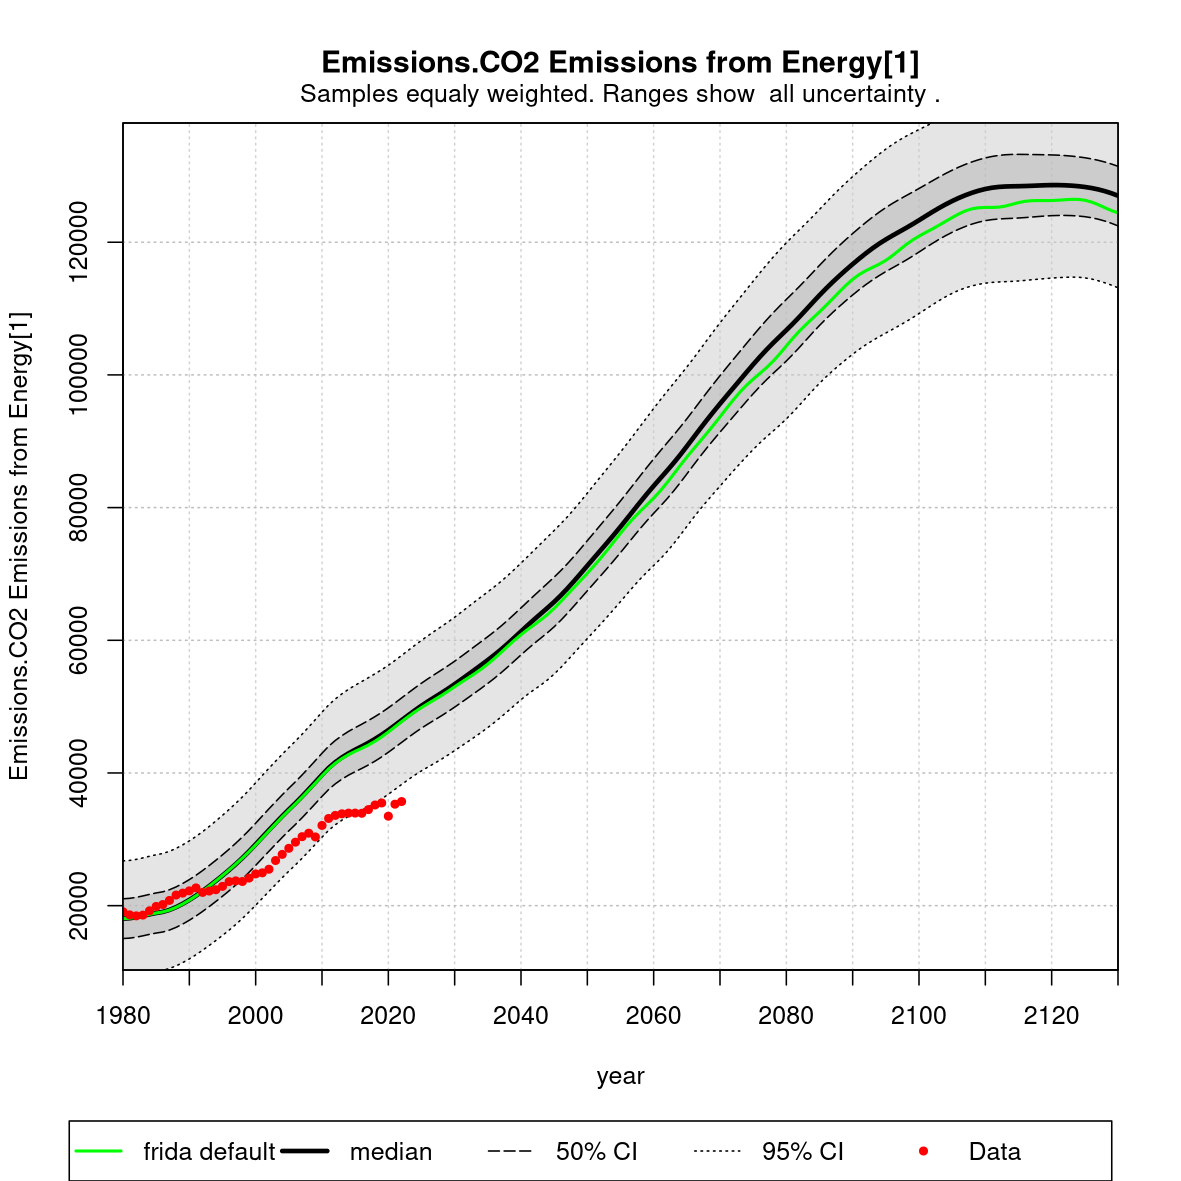 Emissions.CO2 Emissions from Energy[1]
Samples equaly weighted. Ranges show  all uncertainty .
Emissions.CO2 Emissions from Energy[1]
120000
100000
80000
60000
40000
20000
1980 2000 2020 2040 2060 2080 2100 2120
year
frida default median 50% CI 95% CI Data